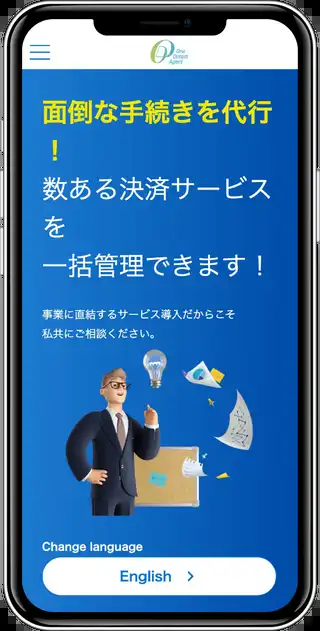 One
Dream
Agent
面倒な手続きを代行
！
数ある決済サービス
を
一括管理できます！
事業に直結するサービス導入だからこそ
私共にご相談ください。
Change language
English